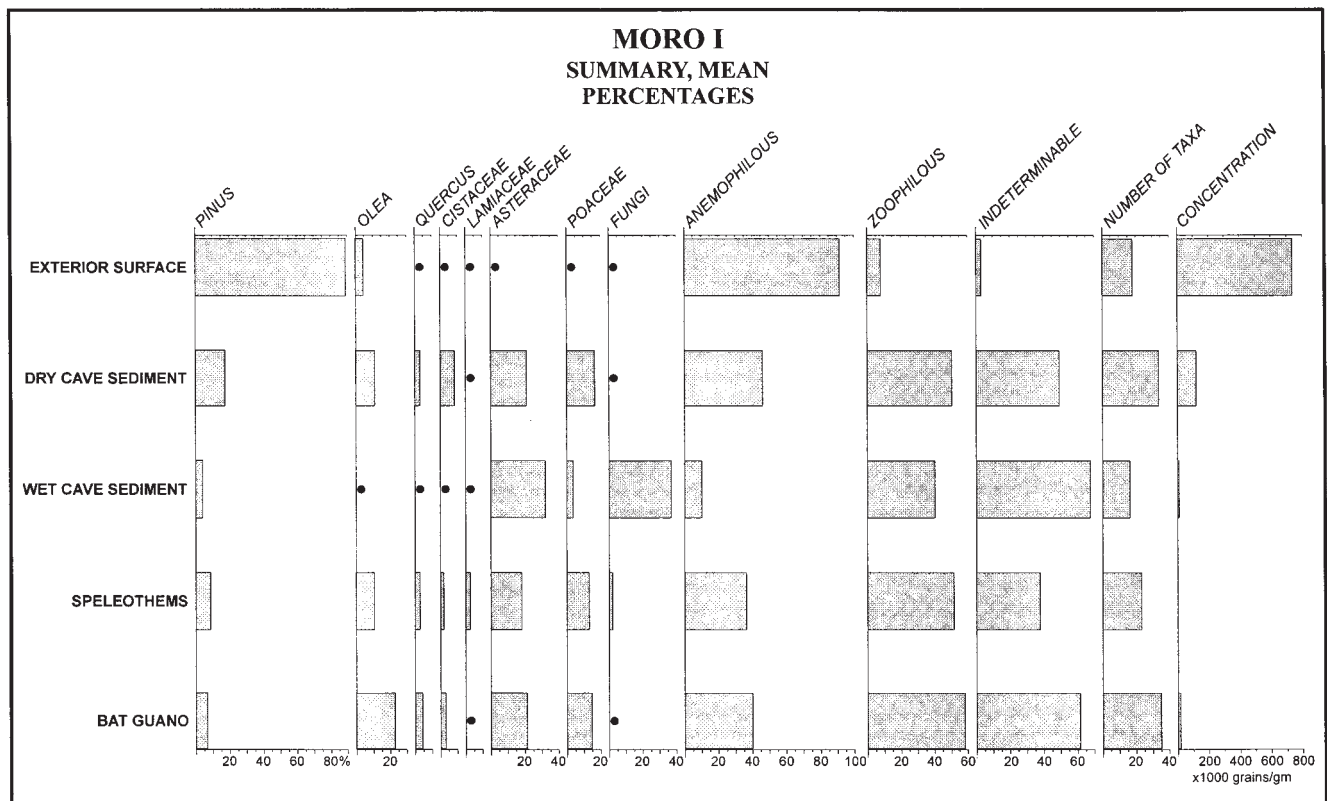 MORO I
SUMMARY, MEAN
PERCENTAGES
PINUS
OLEA
QUERCUS
CISTACEAE
LAMIACEAE
ASTERACEAE
POACEAE
FUNGI
ANEMOPHILOUS
ZOOPHILOUS
INDETERMINABLE
NUMBER OF TAXA
CONCENTRATION
EXTERIOR SURFACE
DRY CAVE SEDIMENT
WET CAVE SEDIMENT
SPELEOTHEMS
BAT GUANO
20 40 60 80% 20 20 40 20 20 40 20 40 60 80 100 20 40 60 20 40 60 20 40 200 400 600 800
x1000 grains/gm